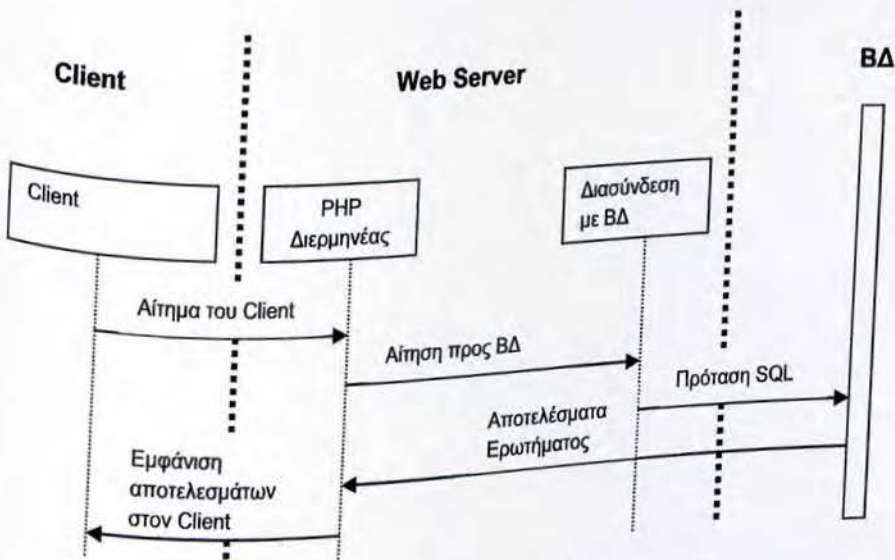 Client
Web Server
ΒΔ
Client
PHP
Διερμηνέας
Διασύνδεση
με ΒΔ
Αίτημα του Client
Αίτηση προς ΒΔ
Πρόταση SQL
Αποτελέσματα
Ερωτήματος
Εμφάνιση
αποτελεσμάτων
στον Client